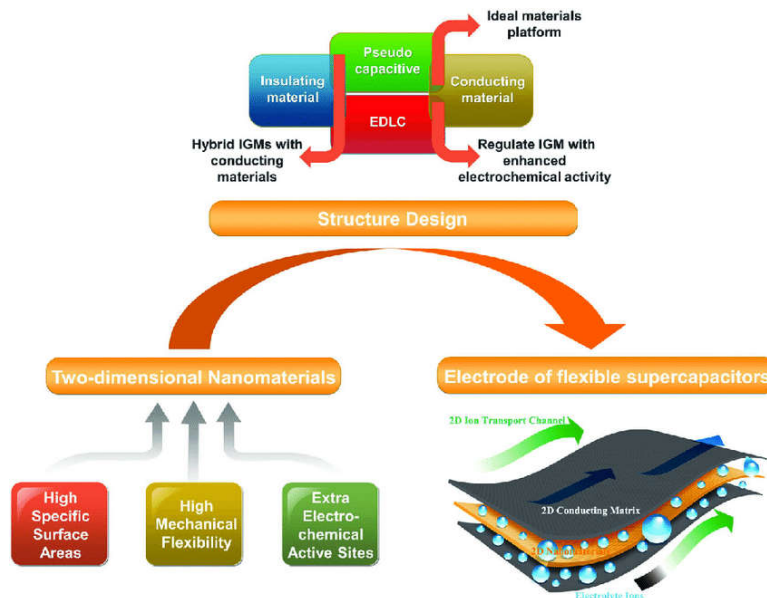 Ideal materials
platform
Pseudo
capacitive
Insulating
material
Conducting
material
EDLC
Hybrid IGMs with
conducting
materials
Regulate IGM with
enhanced
electrochemical activity
Structure Design
Two-dimensional Nanomaterials
Electrode of flexible supercapacitors
2D Ion Transport Channel
2D Conducting Matrix
2D Nanomaterial
Electrolyte Ions
High
Specific
Surface
Areas
High
Mechanical
Flexibility
Extra
Electro-
chemical
Active Sites